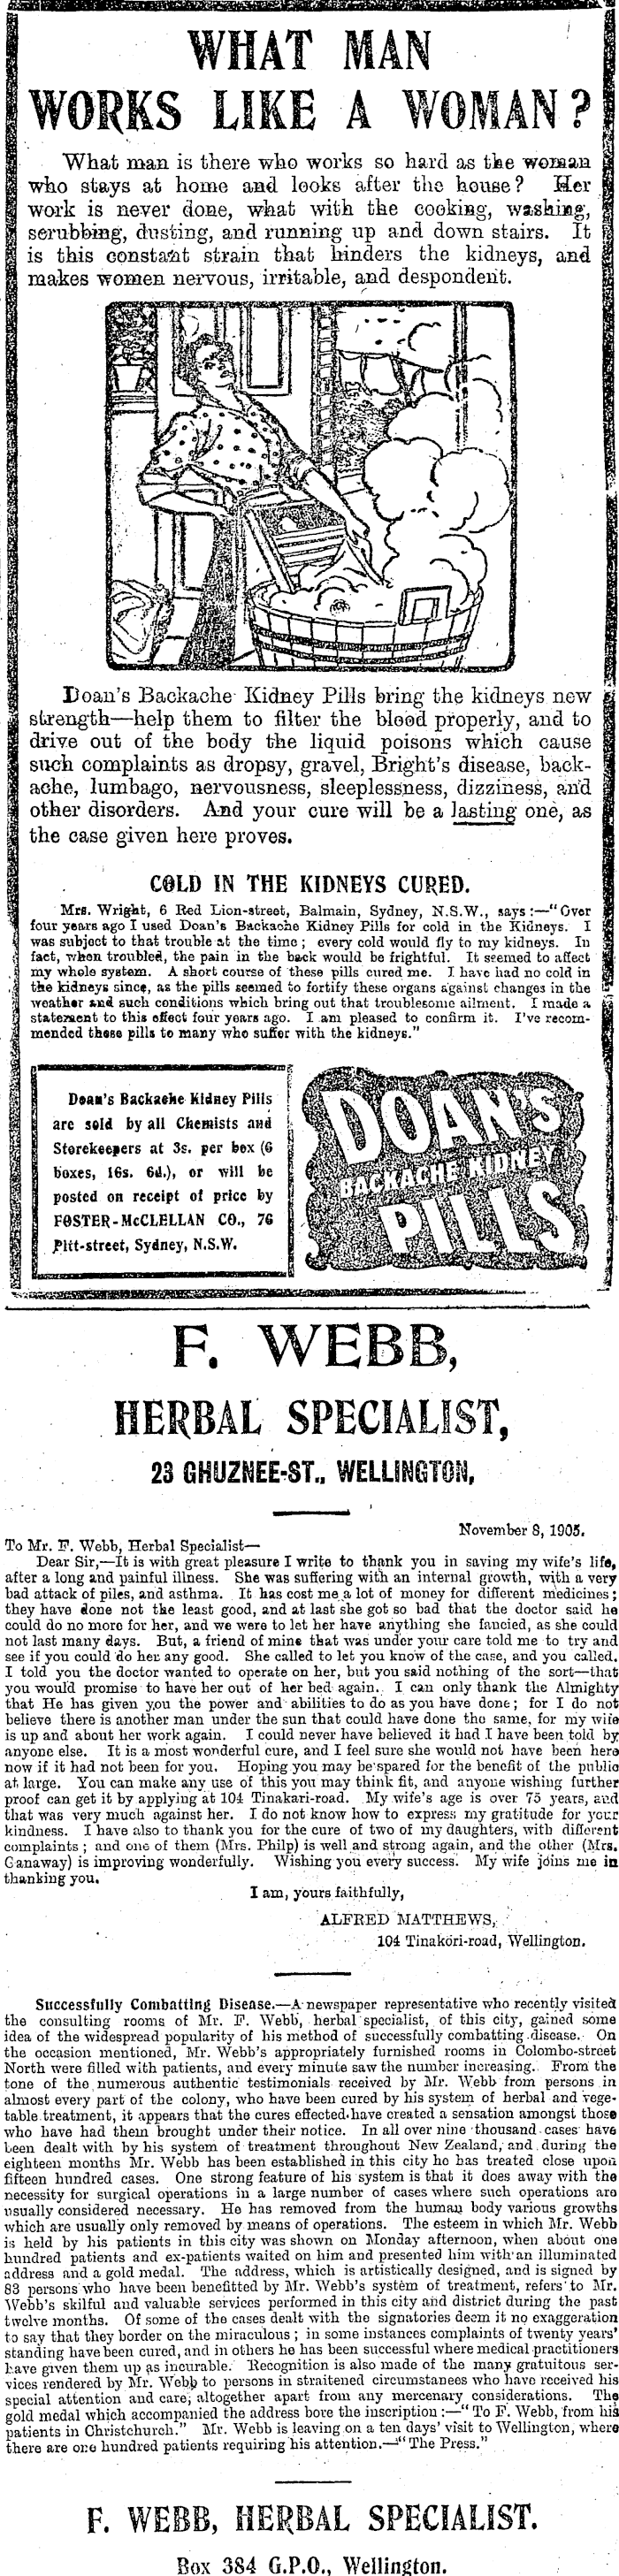 WHAT MAN
WORKS LIKE A WOMAN?
What man is there who works so hard as the woman
who stays at home and looks after the house? Her
work is never done, what with the cooking, washing,
scrubbing, dusting, and running up and down stairs. It
is this constant strain that hinders the kidneys, and
makes women nervous, irritable, and despondent.
Doan's Backache Kidney Pills bring the kidneys new
strength—help them to filter the blood properly, and to
drive out of the body the liquid poisons which cause
such complaints as dropsy, gravel, Bright's disease, back-
ache, lumbago, nervousness, sleeplessness, dizziness, and
other disorders. And your cure will be a lasting one, as
the case given here proves.
COLD IN THE KIDNEYS CURED.
Mrs. Wright, 6 Red Lion-street, Balmain, Sydney, N.S.W., says:—"Over
four years ago I used Doan's Backache Kidney Pills for cold in the Kidneys. I
was subject to that trouble at the time; every cold would fly to my kidneys. In
fact, when troubled, the pain in the back would be frightful. It seemed to affect
my whole system. A short course of these pills cured me. I have had no cold in
the kidneys since, as the pills seemed to fortify these organs against changes in the
weather and such conditions which bring out that troublesome ailment. I made a
statement to this effect four years ago. I am pleased to confirm it. I've recom-
mended these pills to many who suffer with the kidneys."
Doan's Backache Kidney Pills
are sold by all Chemists and
Storekeepers at 3s. per box (6
boxes, 16s. 6d.), or will be
posted on receipt of price by
FOSTER-McCLELLAN CO., 76
Pitt-street, Sydney, N.S.W.
DOAN'S
BACKACHE KIDNEY
PILLS
F. WEBB,
HERBAL SPECIALIST,
23 GHUZNEE-ST., WELLINGTON,
November 8, 1905.
To Mr. F. Webb, Herbal Specialist—
Dear Sir,—It is with great pleasure I write to thank you in saving my wife's life,
after a long and painful illness. She was suffering with an internal growth, with a very
bad attack of piles, and asthma. It has cost me a lot of money for different medicines;
they have done not the least good, and at last she got so bad that the doctor said he
could do no more for her, and we were to let her have anything she fancied, as she could
not last many days. But, a friend of mine that was under your care told me to try and
see if you could do her any good. She called to let you know of the case, and you called.
I told you the doctor wanted to operate on her, but you said nothing of the sort—that
you would promise to have her out of her bed again. I can only thank the Almighty
that He has given you the power and abilities to do as you have done; for I do not
believe there is another man under the sun that could have done the same, for my wife
is up and about her work again. I could never have believed it had I have been told by
anyone else. It is a most wonderful cure, and I feel sure she would not have been here
now if it had not been for you. Hoping you may be spared for the benefit of the public
at large. You can make any use of this you may think fit, and anyone wishing further
proof can get it by applying at 104 Tinakari-road. My wife's age is over 75 years, and
that was very much against her. I do not know how to express my gratitude for your
kindness. I have also to thank you for the cure of two of my daughters, with different
complaints; and one of them (Mrs. Philp) is well and strong again, and the other (Mrs.
Ganaway) is improving wonderfully. Wishing you every success. My wife joins me in
thanking you.
I am, yours faithfully,
ALFRED MATTHEWS,
104 Tinakori-road, Wellington.
Successfully Combatting Disease.—A newspaper representative who recently visited
the consulting rooms of Mr. F. Webb, herbal specialist, of this city, gained some
idea of the widespread popularity of his method of successfully combatting disease. On
the occasion mentioned, Mr. Webb's appropriately furnished rooms in Colombo-street
North were filled with patients, and every minute saw the number increasing. From the
tone of the numerous authentic testimonials received by Mr. Webb from persons in
almost every part of the colony, who have been cured by his system of herbal and vege-
table treatment, it appears that the cures effected have created a sensation amongst those
who have had them brought under their notice. In all over nine thousand cases have
been dealt with by his system of treatment throughout New Zealand, and during the
eighteen months Mr. Webb has been established in this city he has treated close upon
fifteen hundred cases. One strong feature of his system is that it does away with the
necessity for surgical operations in a large number of cases where such operations are
usually considered necessary. He has removed from the human body various growths
which are usually only removed by means of operations. The esteem in which Mr. Webb
is held by his patients in this city was shown on Monday afternoon, when about one
hundred patients and ex-patients waited on him and presented him with an illuminated
address and a gold medal. The address, which is artistically designed, and is signed by
83 persons who have been benefitted by Mr. Webb's system of treatment, refers to Mr.
Webb's skilful and valuable services performed in this city and district during the past
twelve months. Of some of the cases dealt with the signatories deem it no exaggeration
to say that they border on the miraculous; in some instances complaints of twenty years'
standing have been cured, and in others he has been successful where medical practitioners
have given them up as incurable. Recognition is also made of the many gratuitous ser-
vices rendered by Mr. Webb to persons in straitened circumstances who have received his
special attention and care, altogether apart from any mercenary considerations. The
gold medal which accompanied the address bore the inscription:—"To F. Webb, from his
patients in Christchurch." Mr. Webb is leaving on a ten days' visit to Wellington, where
there are one hundred patients requiring his attention.—"The Press."
F. WEBB, HERBAL SPECIALIST.
Box 384 G.P.O., Wellington.